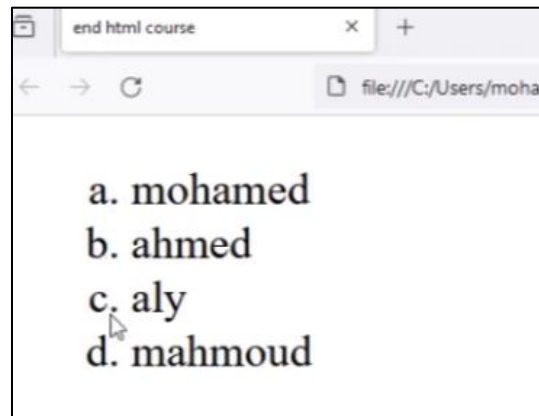 end html course
file:///C:/Users/moha
a. mohamed
b. ahmed
c. aly
d. mahmoud